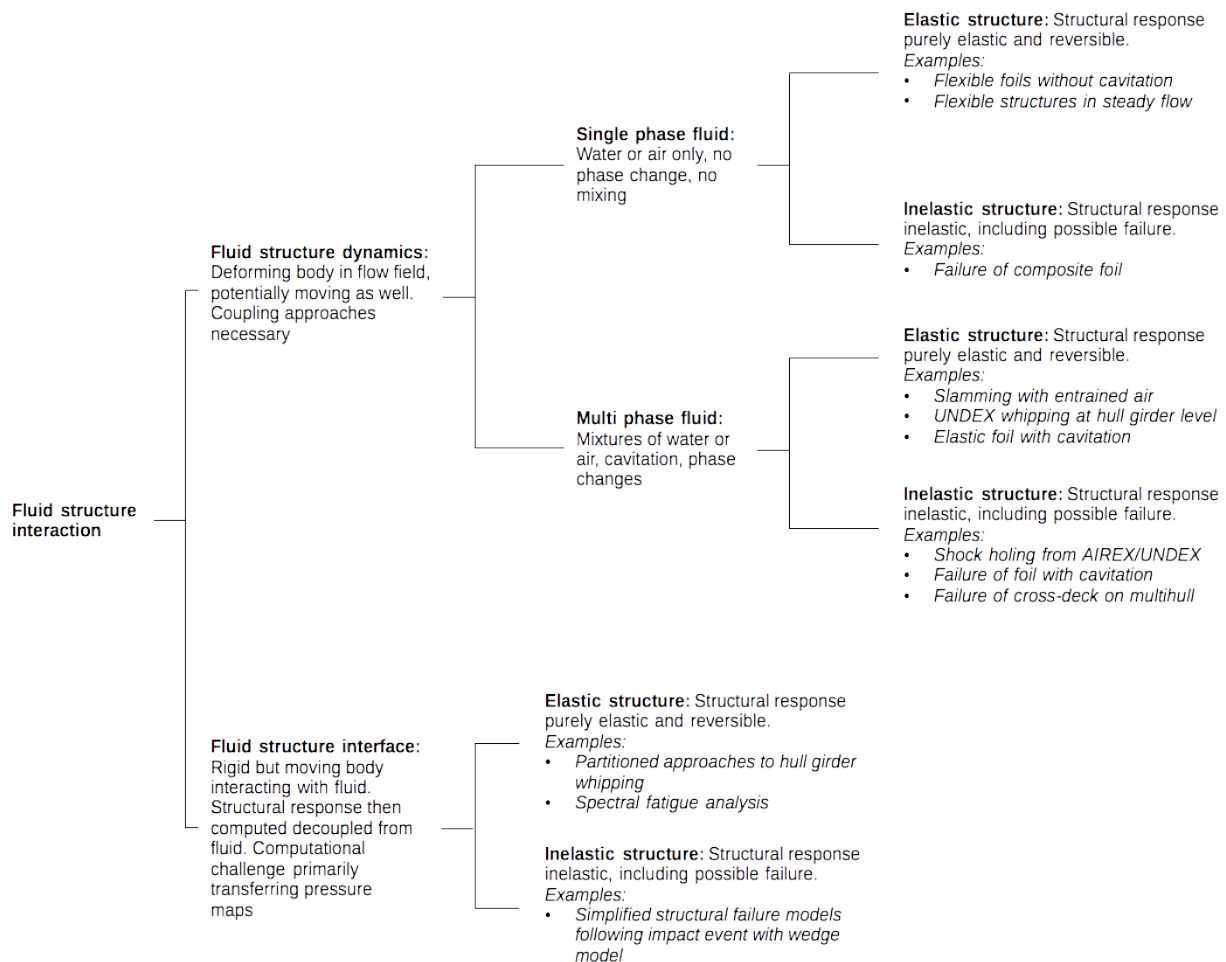 Fluid structure
interaction
Fluid structure dynamics:
Deforming body in flow field,
potentially moving as well.
Coupling approaches
necessary
Single phase fluid:
Water or air only, no
phase change, no
mixing
Elastic structure: Structural response
purely elastic and reversible.
Examples:
• Flexible foils without cavitation
• Flexible structures in steady flow
Inelastic structure: Structural response
inelastic, including possible failure.
Examples:
• Failure of composite foil
Multi phase fluid:
Mixtures of water or
air, cavitation, phase
changes
Elastic structure: Structural response
purely elastic and reversible.
Examples:
• Slamming with entrained air
• UNDEX whipping at hull girder level
• Elastic foil with cavitation
Inelastic structure: Structural response
inelastic, including possible failure.
Examples:
• Shock holing from AIREX/UNDEX
• Failure of foil with cavitation
• Failure of cross-deck on multihull
Fluid structure interface:
Rigid but moving body
interacting with fluid.
Structural response then
computed decoupled from
fluid. Computational
challenge primarily
transferring pressure
maps
Elastic structure: Structural response
purely elastic and reversible.
Examples:
• Partitioned approaches to hull girder
whipping
• Spectral fatigue analysis
Inelastic structure: Structural response
inelastic, including possible failure.
Examples:
• Simplified structural failure models
following impact event with wedge
model